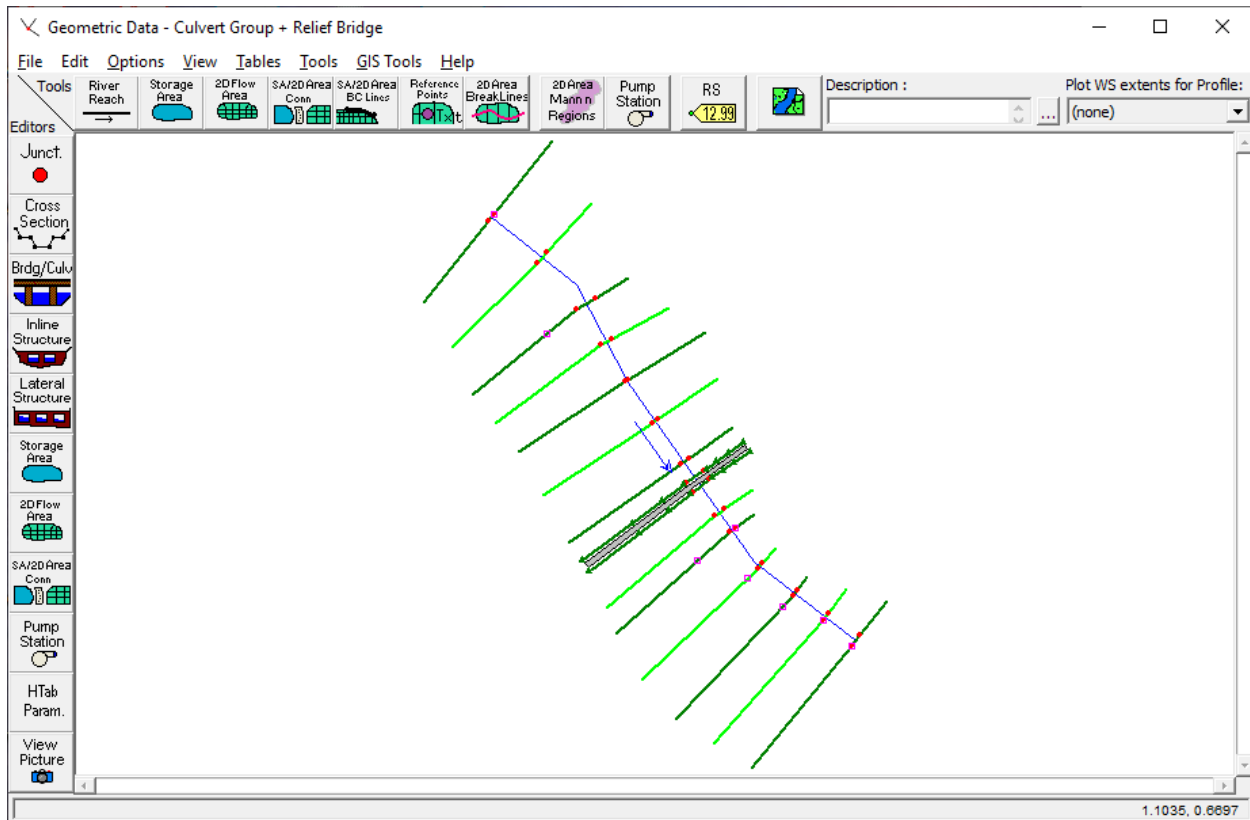 Geometric Data - Culvert Group + Relief Bridge
File Edit Options View Tables Tools GIS Tools Help
Tools
Editors
River
Reach
Storage
Area
2D Flow
Area
SA/2D Area
Conn
SA/2D Area
BC Lines
Reference
Points
2D Area
BreakLines
2D Area
Mann n
Regions
Pump
Station
RS
12.99
Description :
...
Plot WS extents for Profile:
(none)
Junct.
Cross
Section
Brdg/Culv
Inline
Structure
Lateral
Structure
Storage
Area
2D Flow
Area
SA/2D Area
Conn
Pump
Station
HTab
Param.
View
Picture
1.1035, 0.6697